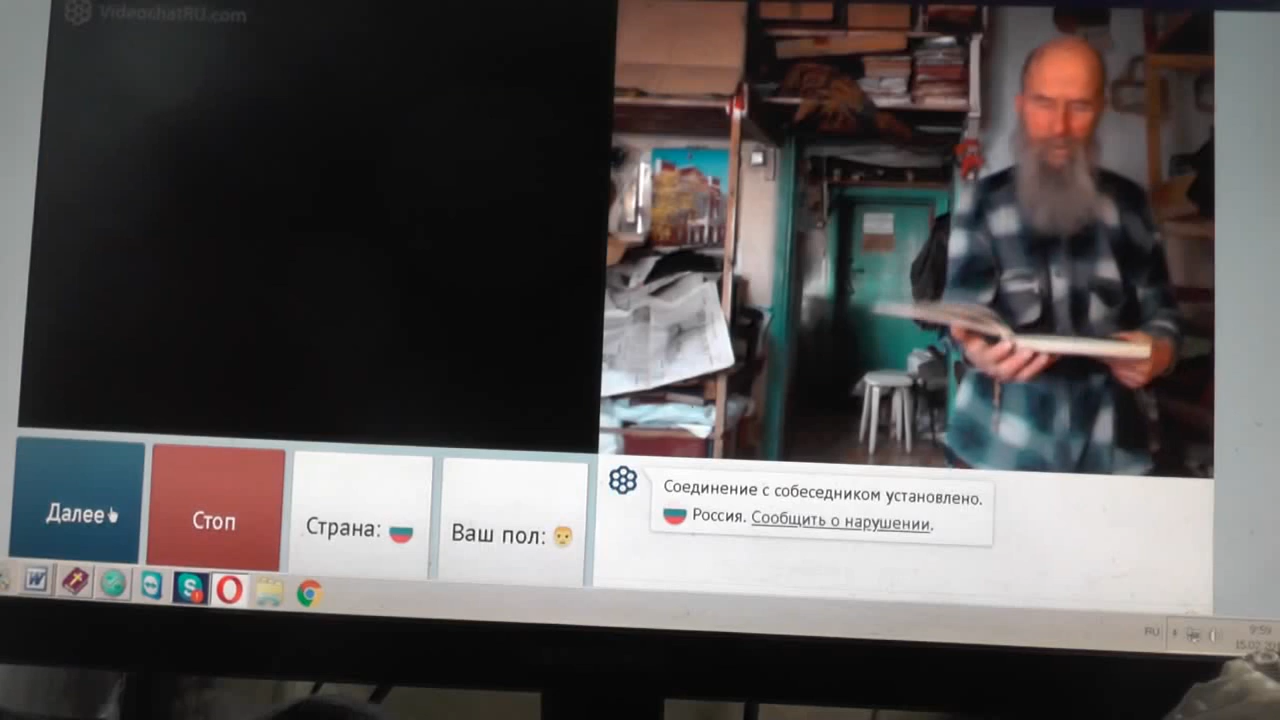 VideochatRU.com
Соединение с собеседником установлено.
Россия. Сообщить о нарушении.
Далее
Стоп
Страна:
Ваш пол:
RU
9:59